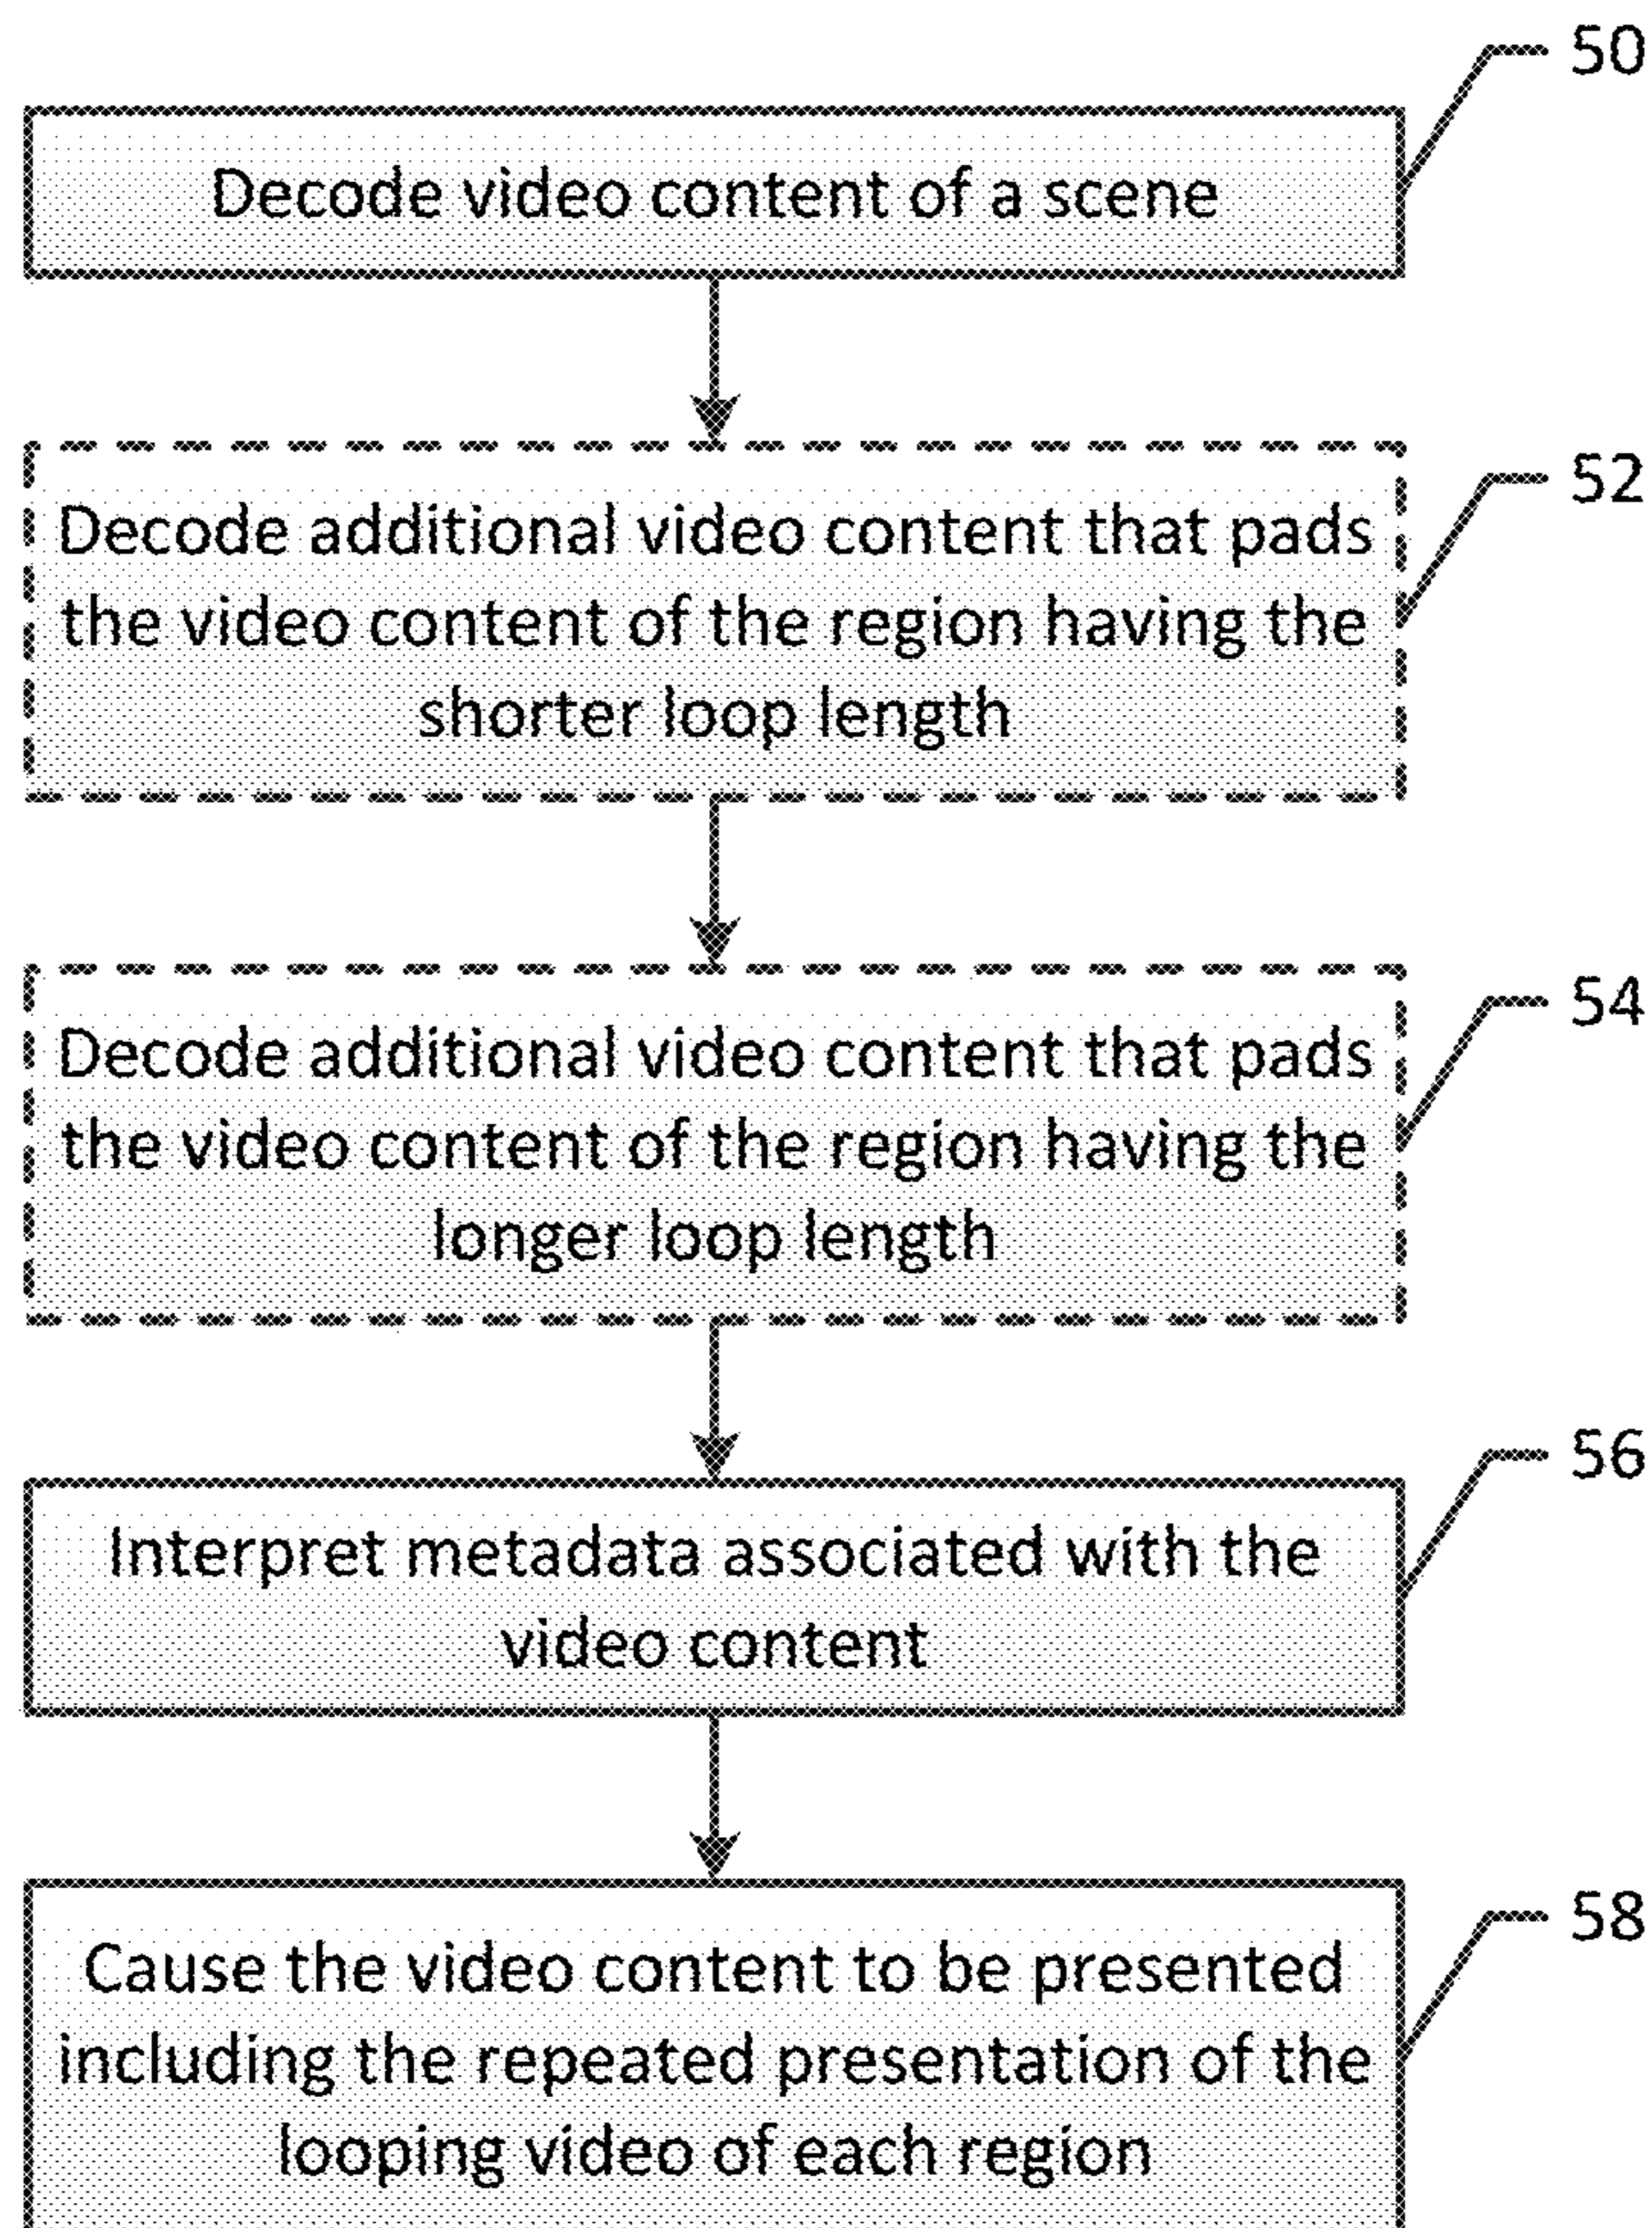 50
Decode video content of a scene
52
Decode additional video content that pads
the video content of the region having the
shorter loop length
54
Decode additional video content that pads
the video content of the region having the
longer loop length
56
Interpret metadata associated with the
video content
58
Cause the video content to be presented
including the repeated presentation of the
looping video of each region